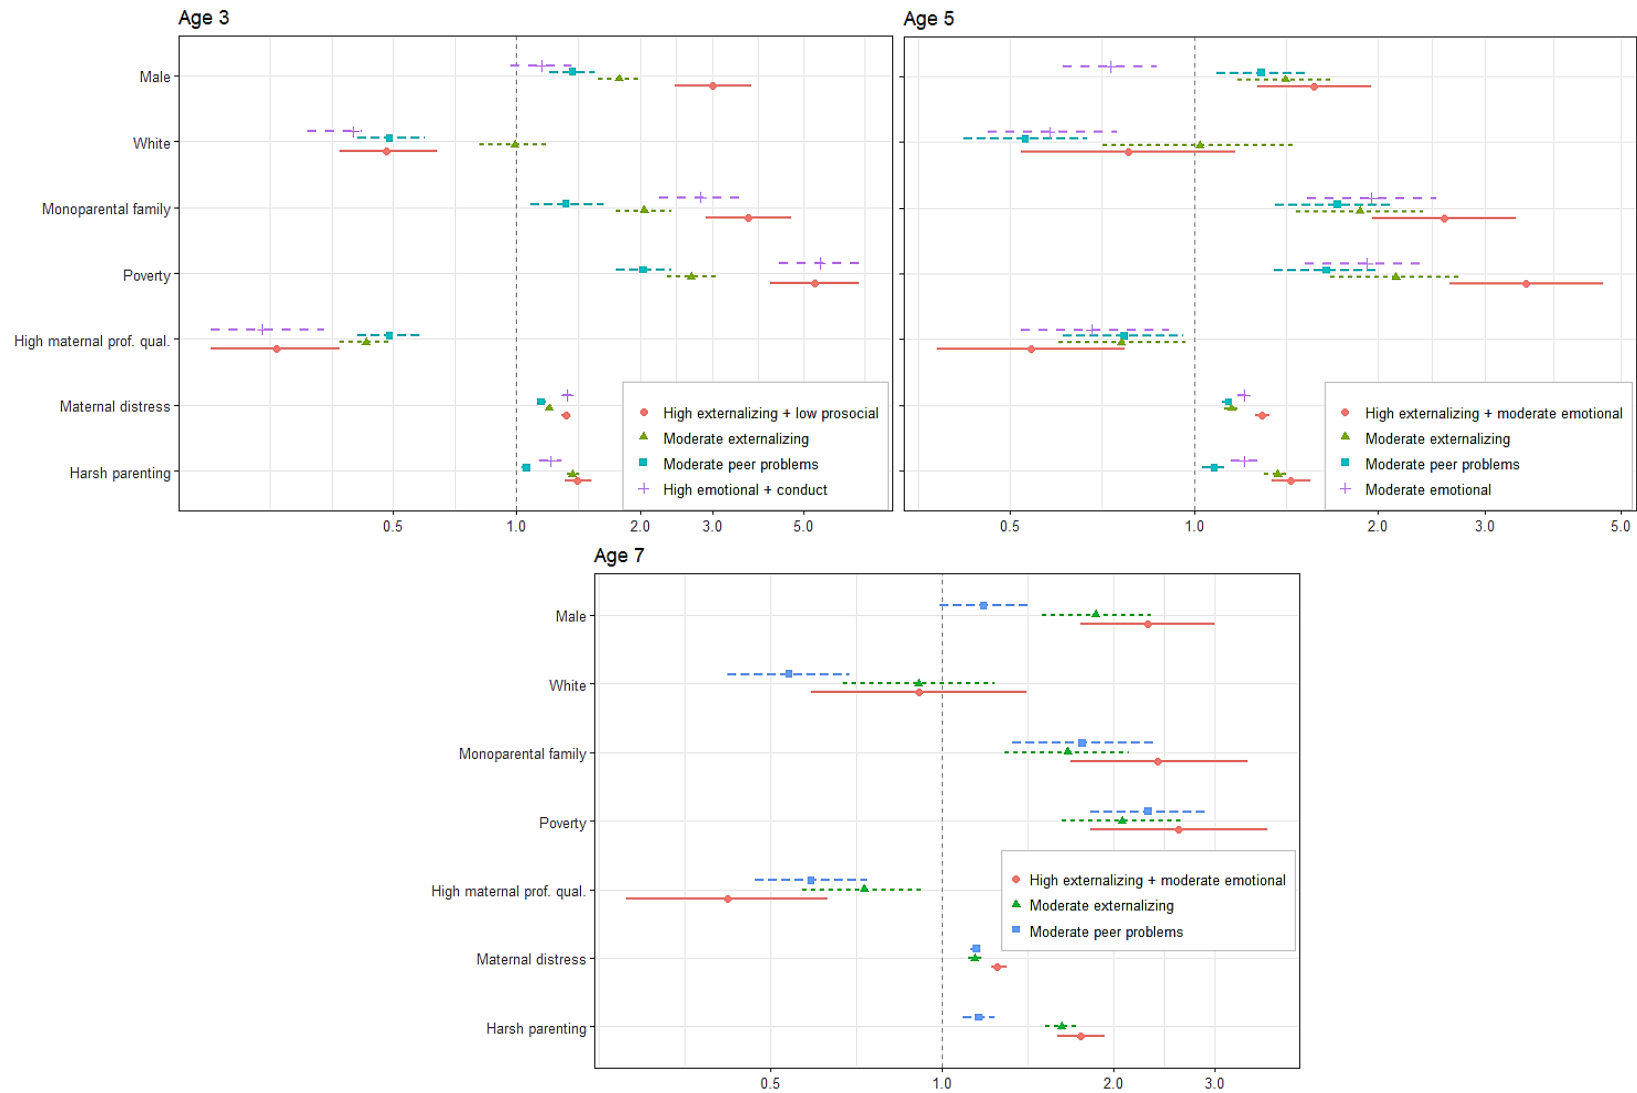 Age 3
Male
White
Monoparental family
Poverty
High maternal prof. qual.
Maternal distress
Harsh parenting
High externalizing + low prosocial
Moderate externalizing
Moderate peer problems
High emotional + conduct
0.5 1.0 2.0 3.0 5.0
Age 5
High externalizing + moderate emotional
Moderate externalizing
Moderate peer problems
Moderate emotional
0.5 1.0 2.0 3.0 5.0
Age 7
Male
White
Monoparental family
Poverty
High maternal prof. qual.
Maternal distress
Harsh parenting
High externalizing + moderate emotional
Moderate externalizing
Moderate peer problems
0.5 1.0 2.0 3.0